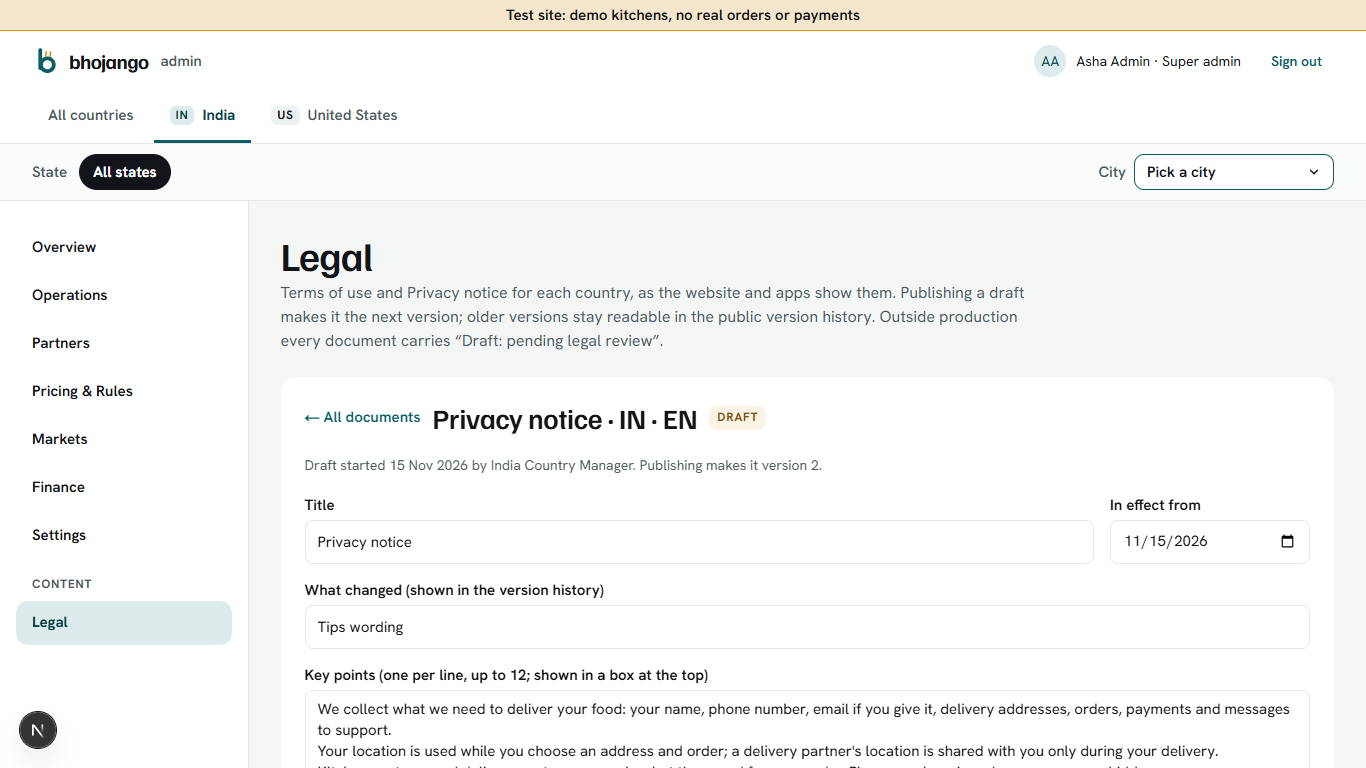 Test site: demo kitchens, no real orders or payments
bhojango admin
AA Asha Admin · Super admin Sign out
All countries IN India US United States
State All states City Pick a city
Overview
Operations
Partners
Pricing & Rules
Markets
Finance
Settings
CONTENT
Legal
N
Legal
Terms of use and Privacy notice for each country, as the website and apps show them. Publishing a draft
makes it the next version; older versions stay readable in the public version history. Outside production
every document carries “Draft: pending legal review”.
← All documents Privacy notice · IN · EN DRAFT
Draft started 15 Nov 2026 by India Country Manager. Publishing makes it version 2.
Title In effect from
Privacy notice 11/15/2026
What changed (shown in the version history)
Tips wording
Key points (one per line, up to 12; shown in a box at the top)
We collect what we need to deliver your food: your name, phone number, email if you give it, delivery addresses, orders, payments and messages
to support.
Your location is used while you choose an address and order; a delivery partner's location is shared with you only during your delivery.